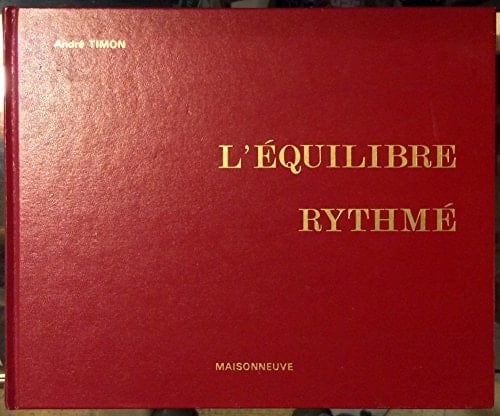 André TIMON
L'ÉQUILIBRE
RYTHMÉ
MAISONNEUVE